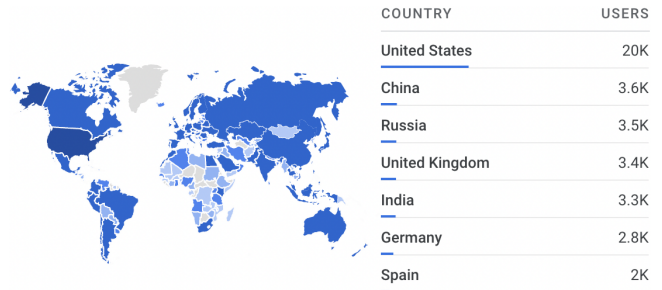 COUNTRY USERS
United States 20K
China 3.6K
Russia 3.5K
United Kingdom 3.4K
India 3.3K
Germany 2.8K
Spain 2K